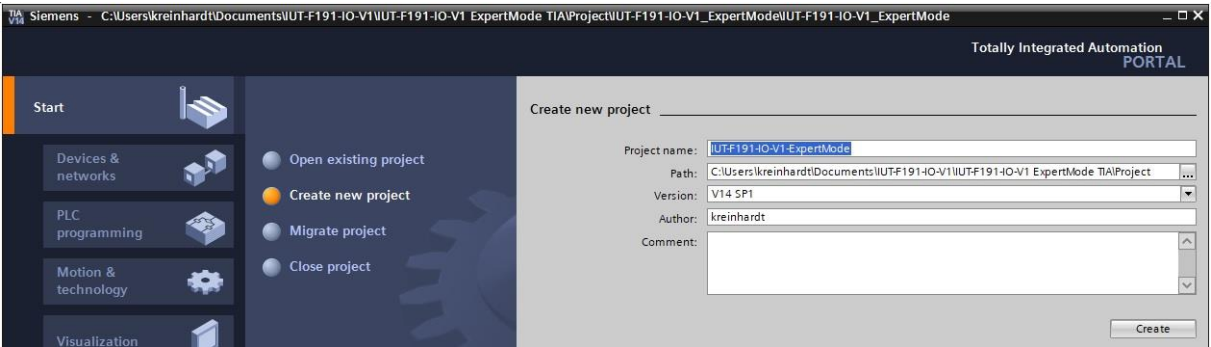 TIA V14 Siemens - C:\Users\kreinhardt\Documents\IUT-F191-IO-V1\IUT-F191-IO-V1 ExpertMode TIA\Project\IUT-F191-IO-V1_ExpertMode\IUT-F191-IO-V1_ExpertMode
Totally Integrated Automation
PORTAL
Start
Devices &
networks
PLC
programming
Motion &
technology
Visualization
Open existing project
Create new project
Migrate project
Close project
Create new project
Project name: IUT-F191-IO-V1-ExpertMode
Path: C:\Users\kreinhardt\Documents\IUT-F191-IO-V1\IUT-F191-IO-V1 ExpertMode TIA\Project ...
Version: V14 SP1
Author: kreinhardt
Comment:
Create